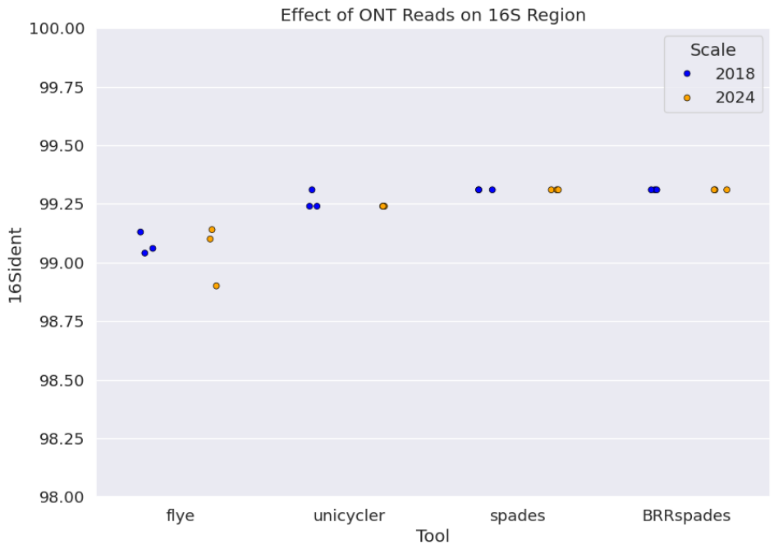 Effect of ONT Reads on 16S Region
100.00
99.75
99.50
99.25
99.00
98.75
98.50
98.25
98.00
16Sident
Scale
2018
2024
flye unicycler spades BRRspades
Tool